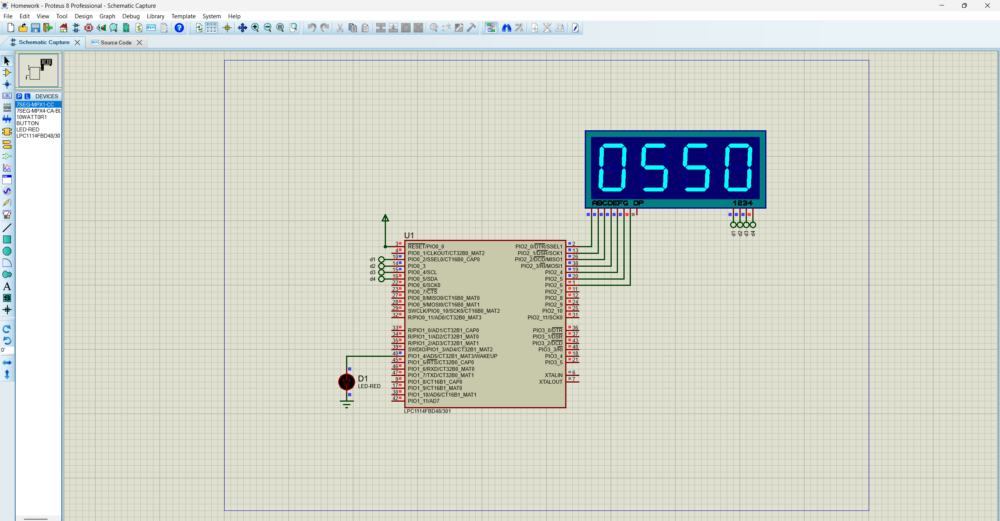 Homework - Proteus 8 Professional - Schematic Capture
File Edit View Tool Design Graph Debug Library Template System Help
Schematic Capture
Source Code
P L DEVICES
7SEG-MPX1-CC
7SEG-MPX4-CA-BL
10WATT0R1
BUTTON
LED-RED
LPC1114FBD48/30
LBL
A
S
0°
0550
ABCDEFG DP
1234
d1 d2 d3 d4
U1
3 RESET/PIO0_0
4 PIO0_1/CLKOUT/CT32B0_MAT2
d1 10 PIO0_2/SSEL0/CT16B0_CAP0
d2 14 PIO0_3
d3 15 PIO0_4/SCL
d4 16 PIO0_5/SDA
22 PIO0_6/SCK0
23 PIO0_7/CTS
27 PIO0_8/MISO0/CT16B0_MAT0
28 PIO0_9/MOSI0/CT16B0_MAT1
29 SWCLK/PIO0_10/SCK0/CT16B0_MAT2
32 R/PIO0_11/AD0/CT32B0_MAT3
33 R/PIO1_0/AD1/CT32B1_CAP0
34 R/PIO1_1/AD2/CT32B1_MAT0
35 R/PIO1_2/AD3/CT32B1_MAT1
39 SWDIO/PIO1_3/AD4/CT32B1_MAT2
40 PIO1_4/AD5/CT32B1_MAT3/WAKEUP
45 PIO1_5/RTS/CT32B0_CAP0
46 PIO1_6/RXD/CT32B0_MAT0
47 PIO1_7/TXD/CT32B0_MAT1
9 PIO1_8/CT16B1_CAP0
17 PIO1_9/CT16B1_MAT0
30 PIO1_10/AD6/CT16B1_MAT1
42 PIO1_11/AD7
PIO2_0/DTR/SSEL1 2
PIO2_1/DSR/SCK1 13
PIO2_2/DCD/MISO1 26
PIO2_3/RI/MOSI1 38
PIO2_4 19
PIO2_5 20
PIO2_6 1
PIO2_7 11
PIO2_8 12
PIO2_9 24
PIO2_10 25
PIO2_11/SCK0 31
PIO3_0/DTR 36
PIO3_1/DSR 37
PIO3_2/DCD 43
PIO3_3/RI 48
PIO3_4 18
PIO3_5 21
XTALIN 6
XTALOUT 7
LPC1114FBD48/301
D1
LED-RED